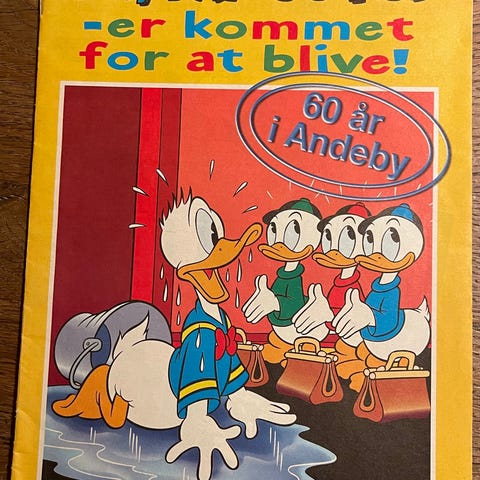 -er kommet
for at blive!
60 år
i Andeby